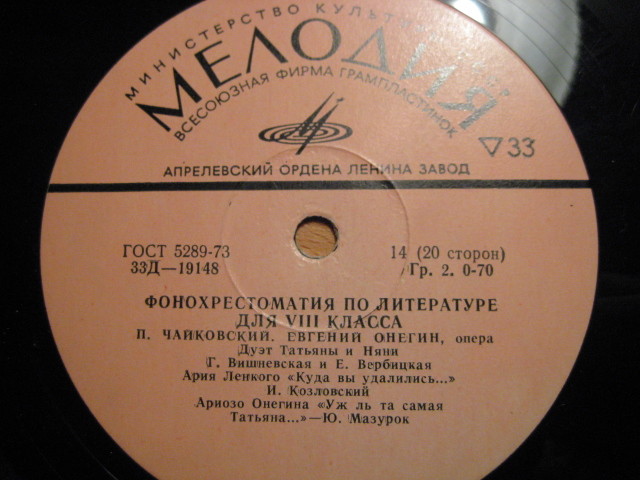 МИНИСТЕРСТВО КУЛЬТУРЫ
МЕЛОДИЯ
ВСЕСОЮЗНАЯ ФИРМА ГРАМПЛАСТИНОК
▽33
АПРЕЛЕВСКИЙ ОРДЕНА ЛЕНИНА ЗАВОД
ГОСТ 5289-73
14 (20 сторон)
33Д—19148
Гр. 2. 0-70
ФОНОХРЕСТОМАТИЯ ПО ЛИТЕРАТУРЕ
ДЛЯ VIII КЛАССА
П. ЧАЙКОВСКИЙ. ЕВГЕНИЙ ОНЕГИН, опера
Дуэт Татьяны и Няни
Г. Вишневская и Е. Вербицкая
Ария Ленкого «Куда вы удалились...»
И. Козловский
Ариозо Онегина «Уж ль та самая
Татьяна...»—Ю. Мазурок